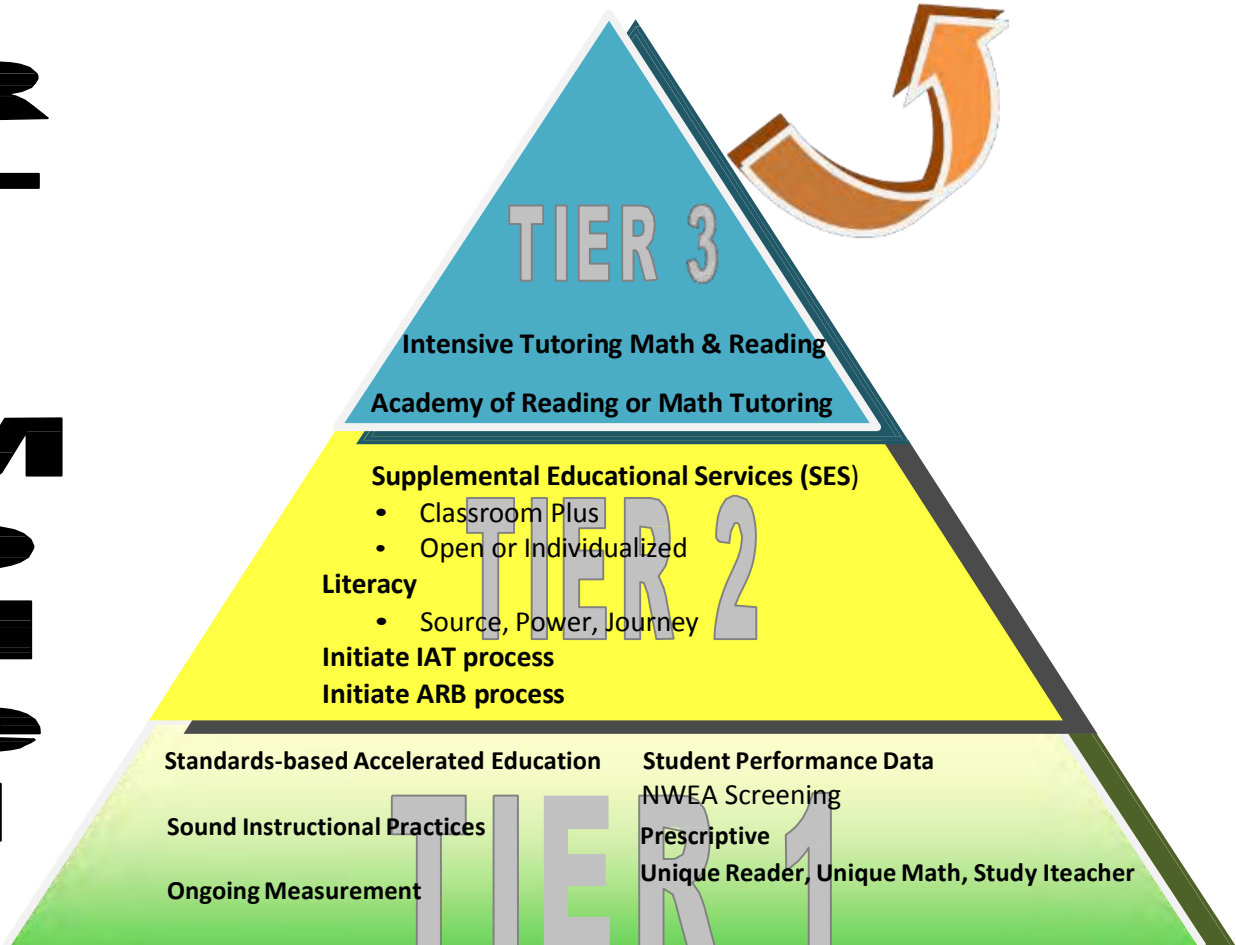 TIER 3
Intensive Tutoring Math & Reading
Academy of Reading or Math Tutoring
TIER 2
Supplemental Educational Services (SES)
• Classroom Plus
• Open or Individualized
Literacy
• Source, Power, Journey
Initiate IAT process
Initiate ARB process
TIER 1
Standards-based Accelerated Education
Sound Instructional Practices
Ongoing Measurement
Student Performance Data
NWEA Screening
Prescriptive
Unique Reader, Unique Math, Study Iteacher